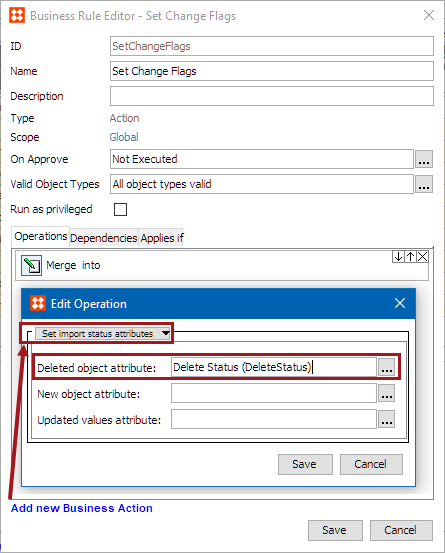 Business Rule Editor - Set Change Flags
ID SetChangeFlags
Name Set Change Flags
Description
Type Action
Scope Global
On Approve Not Executed ...
Valid Object Types All object types valid ...
Run as privileged
Operations Dependencies Applies if
Merge into
Edit Operation
Set import status attributes
Deleted object attribute: Delete Status (DeleteStatus) ...
New object attribute: ...
Updated values attribute: ...
Save Cancel
Add new Business Action
Save Cancel